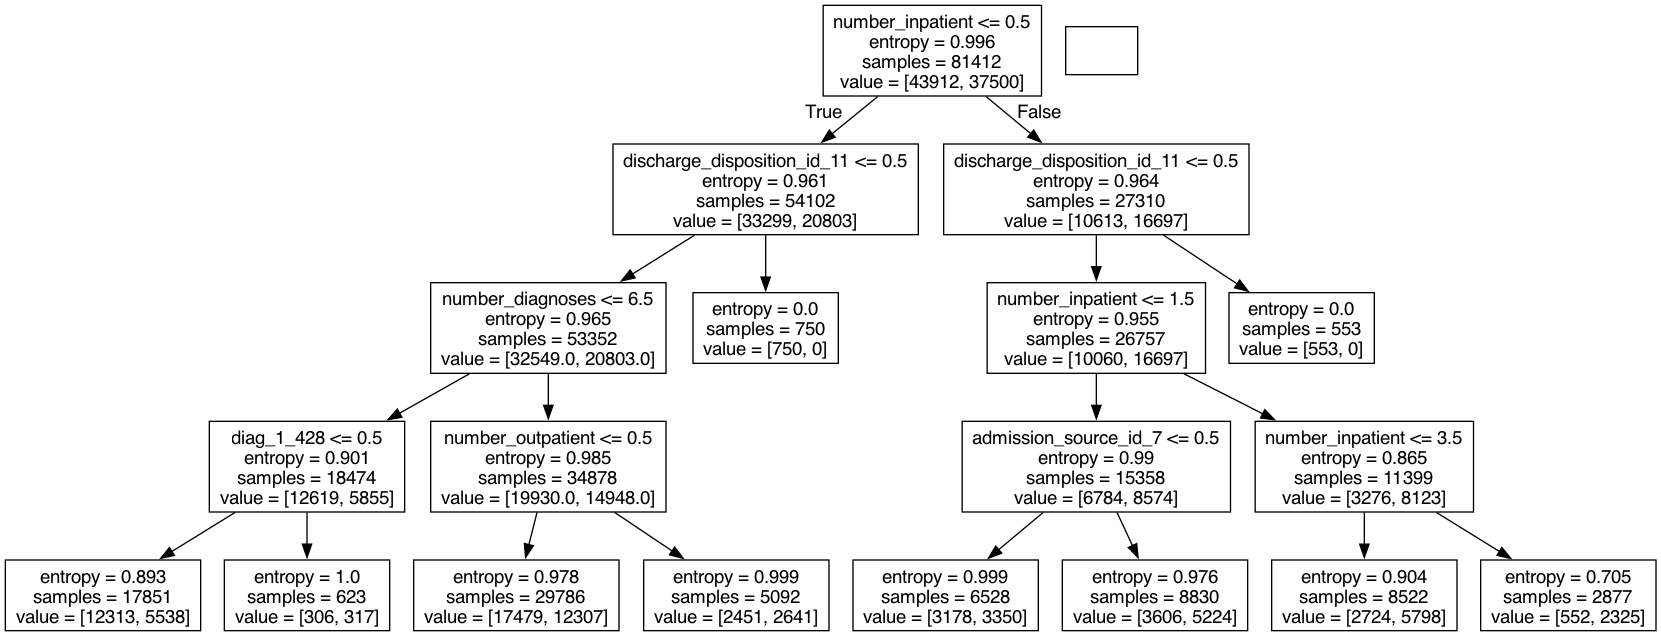 number_inpatient <= 0.5
entropy = 0.996
samples = 81412
value = [43912, 37500]
True
False
discharge_disposition_id_11 <= 0.5
entropy = 0.961
samples = 54102
value = [33299, 20803]
discharge_disposition_id_11 <= 0.5
entropy = 0.964
samples = 27310
value = [10613, 16697]
number_diagnoses <= 6.5
entropy = 0.965
samples = 53352
value = [32549.0, 20803.0]
entropy = 0.0
samples = 750
value = [750, 0]
number_inpatient <= 1.5
entropy = 0.955
samples = 26757
value = [10060, 16697]
entropy = 0.0
samples = 553
value = [553, 0]
diag_1_428 <= 0.5
entropy = 0.901
samples = 18474
value = [12619, 5855]
number_outpatient <= 0.5
entropy = 0.985
samples = 34878
value = [19930.0, 14948.0]
admission_source_id_7 <= 0.5
entropy = 0.99
samples = 15358
value = [6784, 8574]
number_inpatient <= 3.5
entropy = 0.865
samples = 11399
value = [3276, 8123]
entropy = 0.893
samples = 17851
value = [12313, 5538]
entropy = 1.0
samples = 623
value = [306, 317]
entropy = 0.978
samples = 29786
value = [17479, 12307]
entropy = 0.999
samples = 5092
value = [2451, 2641]
entropy = 0.999
samples = 6528
value = [3178, 3350]
entropy = 0.976
samples = 8830
value = [3606, 5224]
entropy = 0.904
samples = 8522
value = [2724, 5798]
entropy = 0.705
samples = 2877
value = [552, 2325]